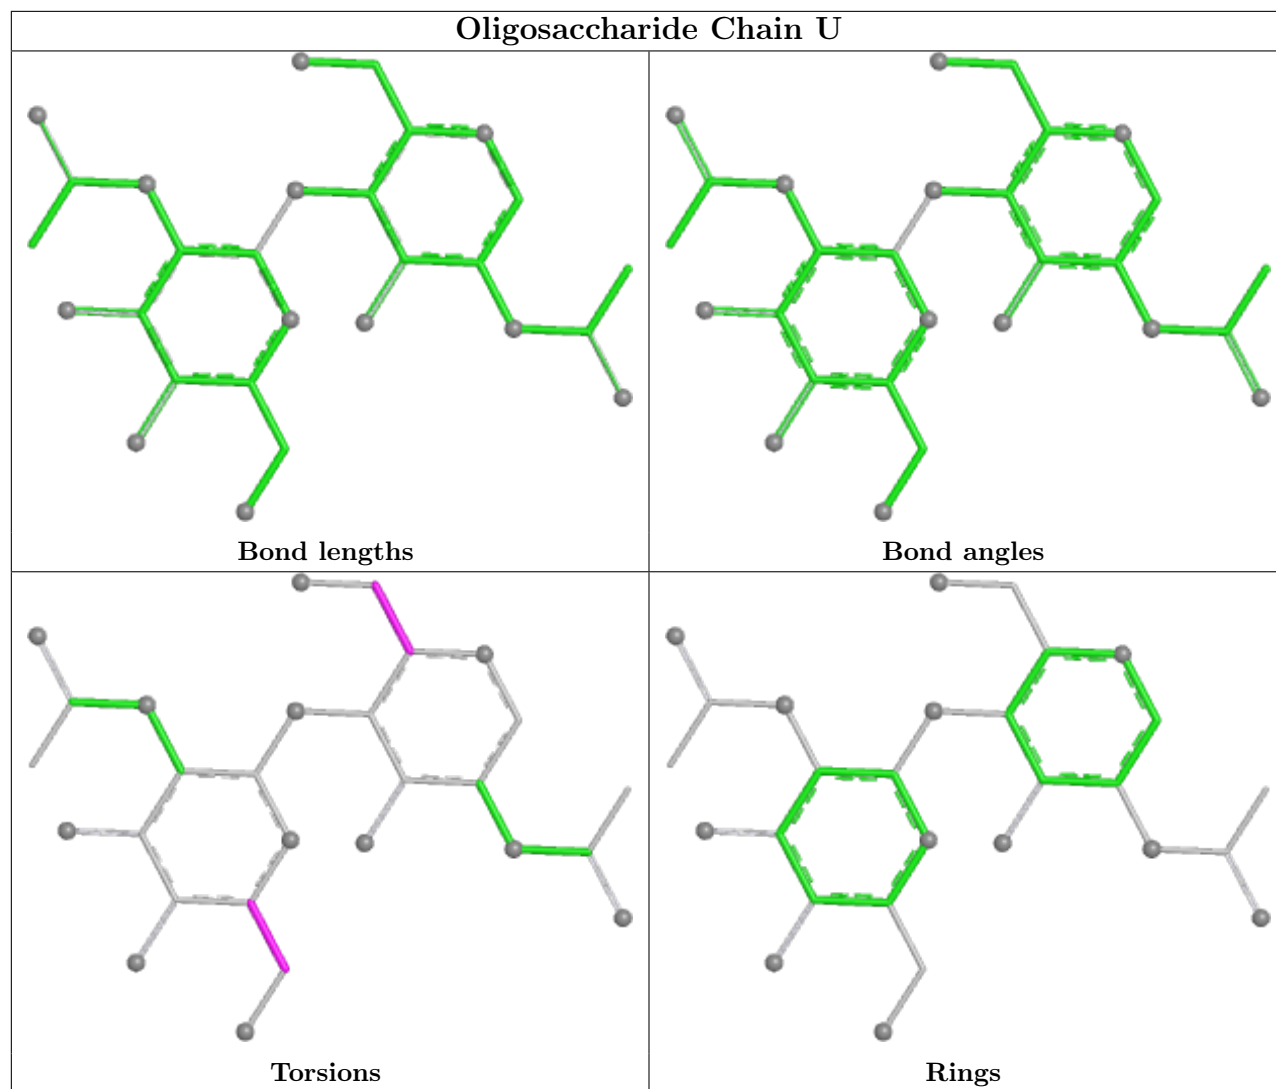 Oligosaccharide Chain U
Bond lengths
Bond angles
Torsions
Rings